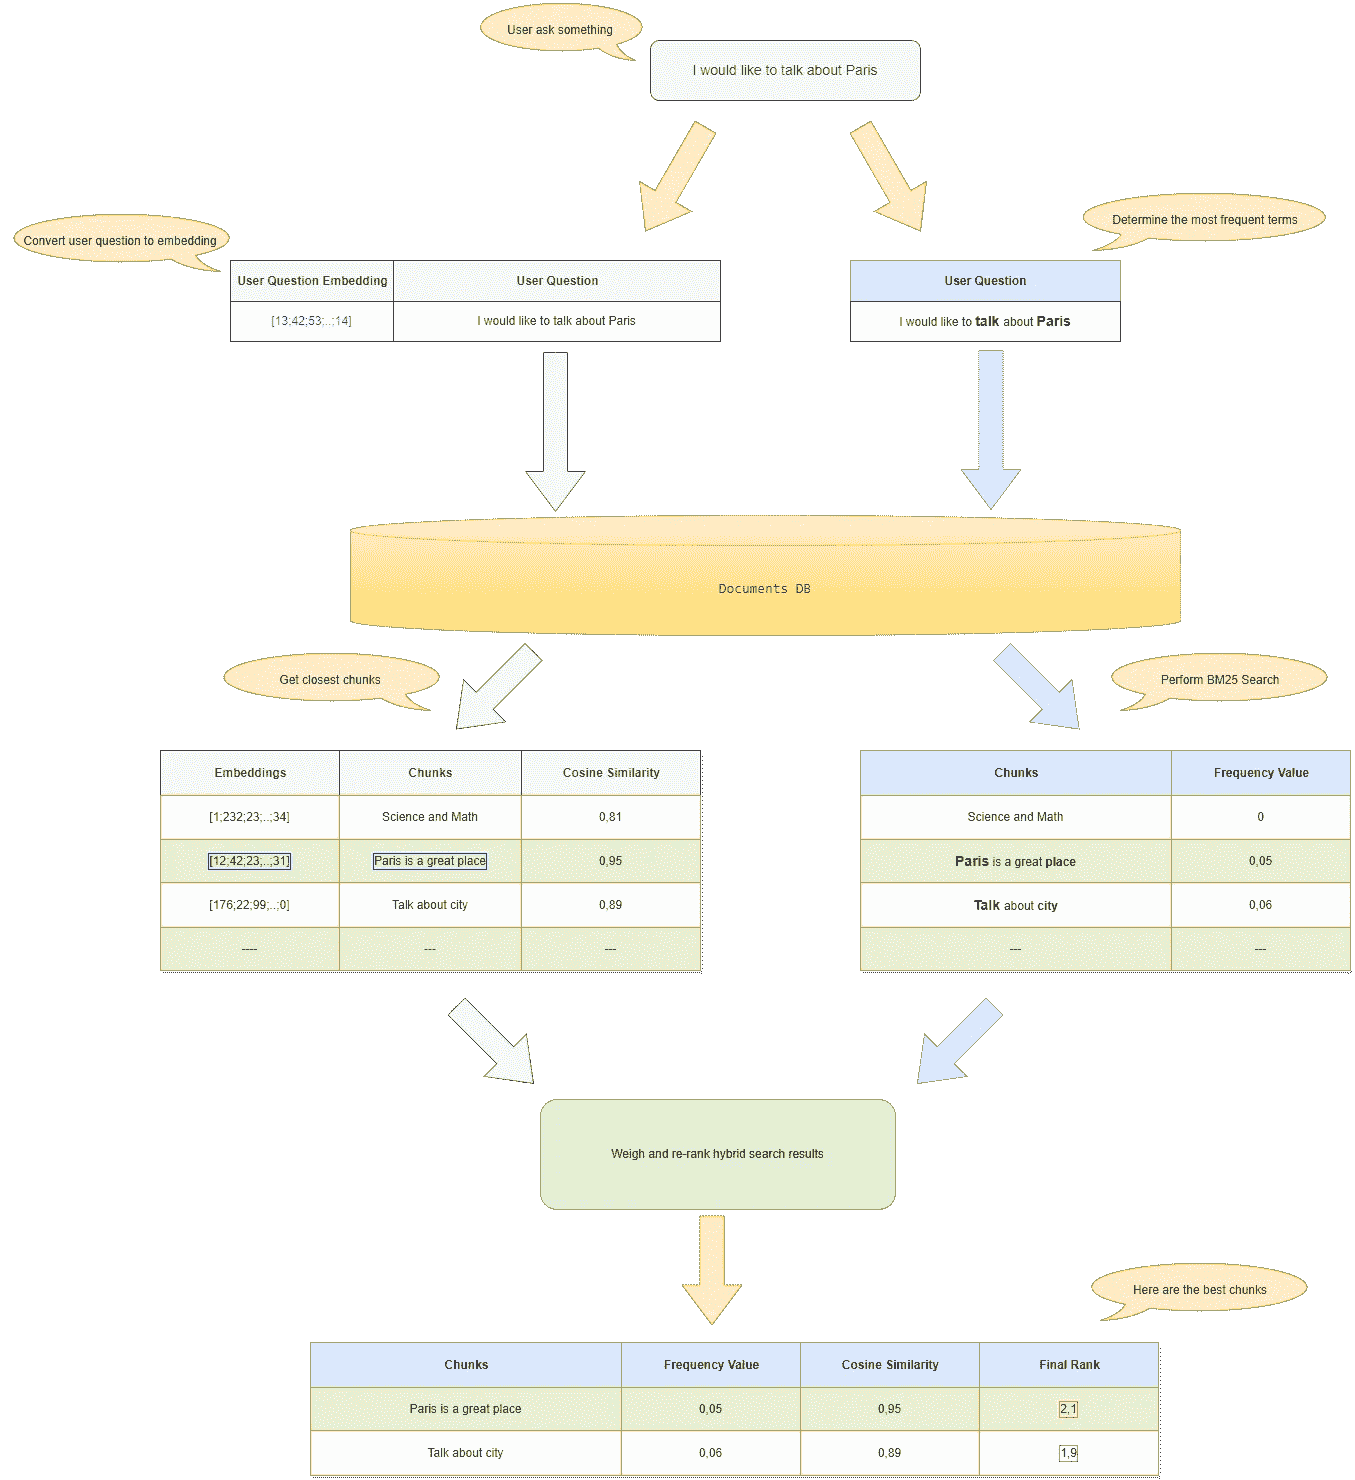 User ask something
I would like to talk about Paris
Convert user question to embedding
Determine the most frequent terms
User Question Embedding User Question
[13;42;53;..;14] I would like to talk about Paris
User Question
I would like to talk about Paris
Documents DB
Get closest chunks
Perform BM25 Search
Embeddings Chunks Cosine Similarity
[1;232;23;..;34] Science and Math 0,81
[12;42;23;..;31] Paris is a great place 0,95
[176;22;99;..;0] Talk about city 0,89
---- --- ---
Chunks Frequency Value
Science and Math 0
Paris is a great place 0,05
Talk about city 0,06
--- ---
Weigh and re-rank hybrid search results
Here are the best chunks
Chunks Frequency Value Cosine Similarity Final Rank
Paris is a great place 0,05 0,95 2,1
Talk about city 0,06 0,89 1,9